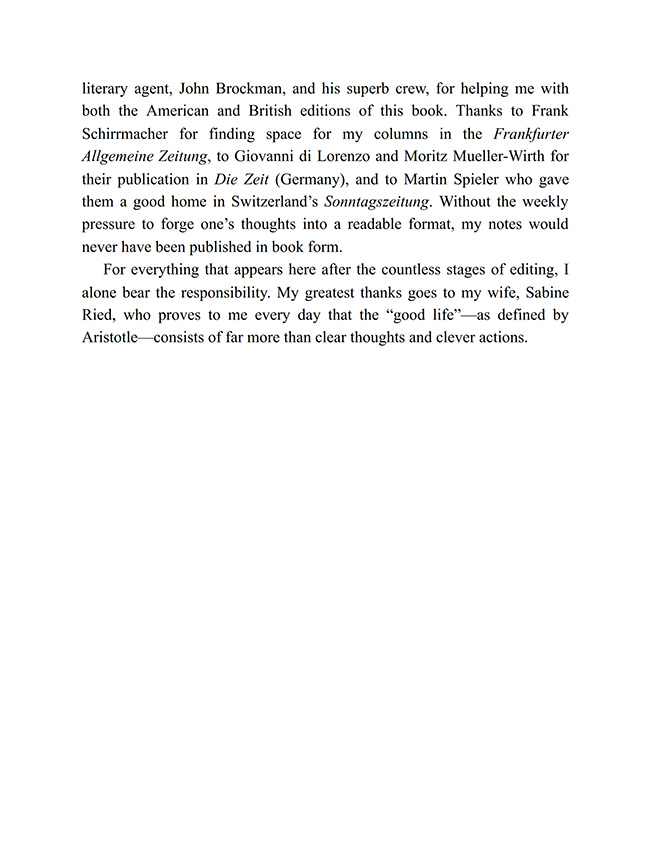 literary agent, John Brockman, and his superb crew, for helping me with
both the American and British editions of this book. Thanks to Frank
Schirrmacher for finding space for my columns in the Frankfurter
Allgemeine Zeitung, to Giovanni di Lorenzo and Moritz Mueller-Wirth for
their publication in Die Zeit (Germany), and to Martin Spieler who gave
them a good home in Switzerland’s Sonntagszeitung. Without the weekly
pressure to forge one’s thoughts into a readable format, my notes would
never have been published in book form.
For everything that appears here after the countless stages of editing, I
alone bear the responsibility. My greatest thanks goes to my wife, Sabine
Ried, who proves to me every day that the “good life”—as defined by
Aristotle—consists of far more than clear thoughts and clever actions.